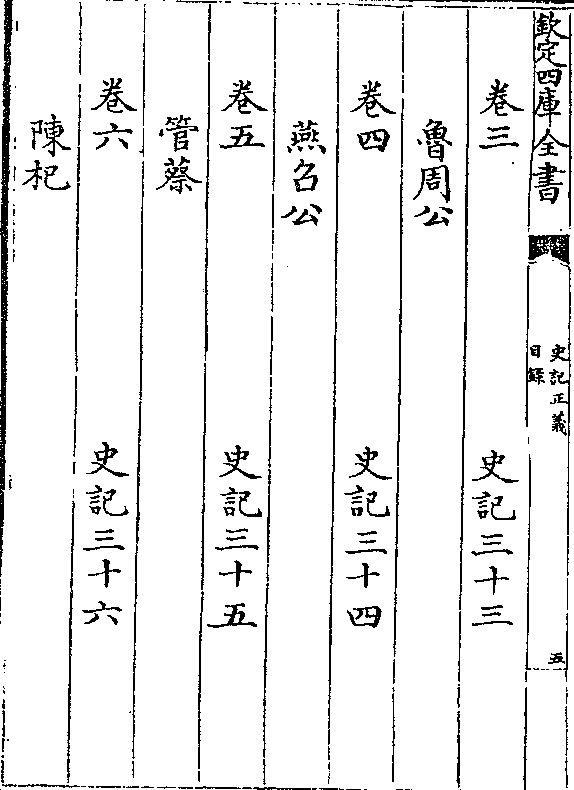 欽定四庫全書
史記正義
目錄
五
卷三 史記三十三
魯周公
卷四 史記三十四
燕召公
卷五 史記三十五
管蔡
卷六 史記三十六
陳杞